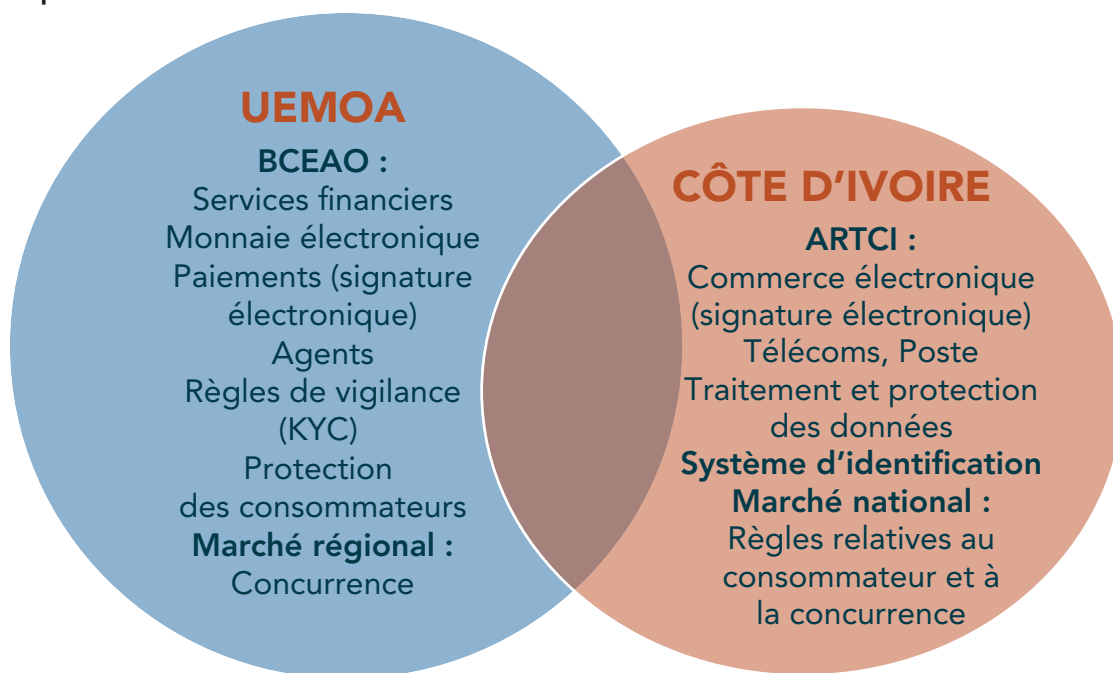 UEMOA
BCEAO :
Services financiers
Monnaie électronique
Paiements (signature
électronique)
Agents
Règles de vigilance
(KYC)
Protection
des consommateurs
Marché régional :
Concurrence
CÔTE D’IVOIRE
ARTCI :
Commerce électronique
(signature électronique)
Télécoms, Poste
Traitement et protection
des données
Système d’identification
Marché national :
Règles relatives au
consommateur et à
la concurrence